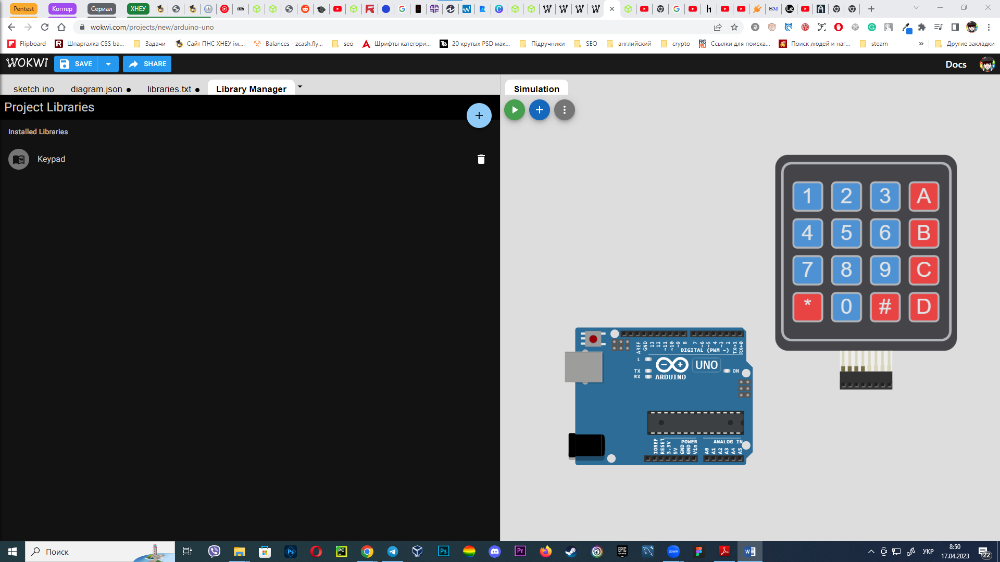 Pentest
Коптер
Сериал
ХНЕУ
wokwi.com/projects/new/arduino-uno
Flipboard
Шпаргалка CSS ba...
Задачи
Сайт ПНС ХНЕУ ім....
Balances - zcash.fly...
seo
Шрифты категори...
20 крутых PSD мак...
Підручники
SEO
английский
crypto
Ссылки для поиска...
Поиск людей и наг...
steam
»
Другие закладки
WOKWI
SAVE
SHARE
Docs
sketch.ino
diagram.json
libraries.txt
Library Manager
Simulation
Project Libraries
Installed Libraries
Keypad
1 2 3 A
4 5 6 B
7 8 9 C
* 0 # D
AREF
GND
13
12
~11
~10
~9
8
7
~6
~5
4
~3
2
TX→1
RX←0
DIGITAL (PWM ~)
L
TX
RX
UNO
ON
ARDUINO
IOREF
RESET
3.3V
5V
GND
GND
Vin
POWER
ANALOG IN
A0
A1
A2
A3
A4
A5
Поиск
УКР
8:50
17.04.2023
22